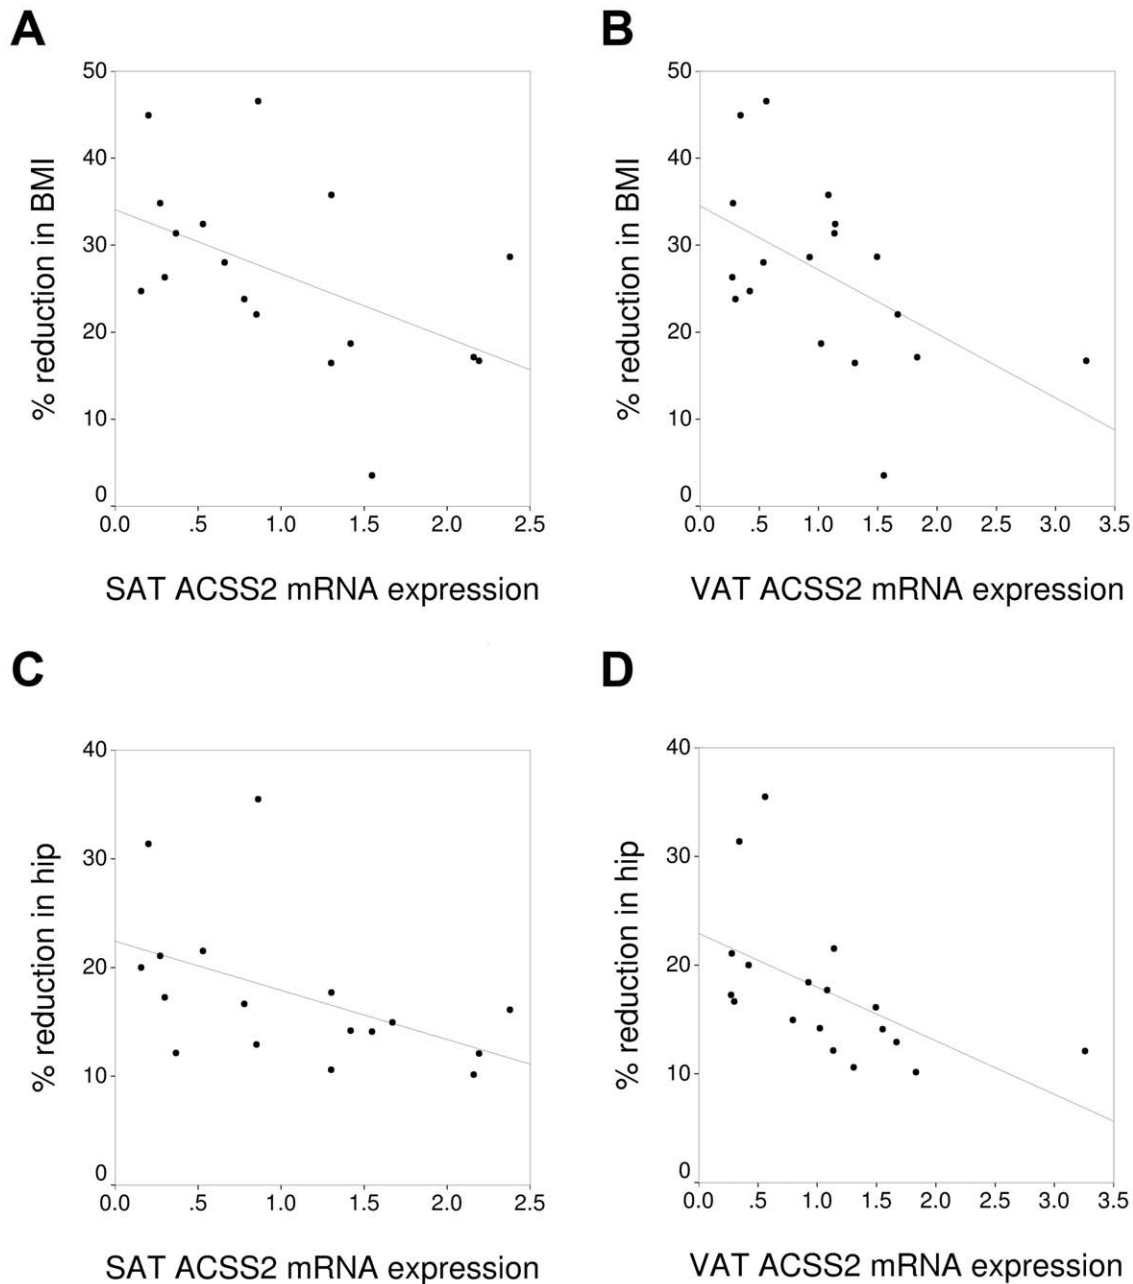 A
50
40
30
20
10
0
% reduction in BMI
0.0 .5 1.0 1.5 2.0 2.5
SAT ACSS2 mRNA expression
B
50
40
30
20
10
0
% reduction in BMI
0.0 .5 1.0 1.5 2.0 2.5 3.0 3.5
VAT ACSS2 mRNA expression
C
40
30
20
10
0
% reduction in hip
0.0 .5 1.0 1.5 2.0 2.5
SAT ACSS2 mRNA expression
D
40
30
20
10
0
% reduction in hip
0.0 .5 1.0 1.5 2.0 2.5 3.0 3.5
VAT ACSS2 mRNA expression